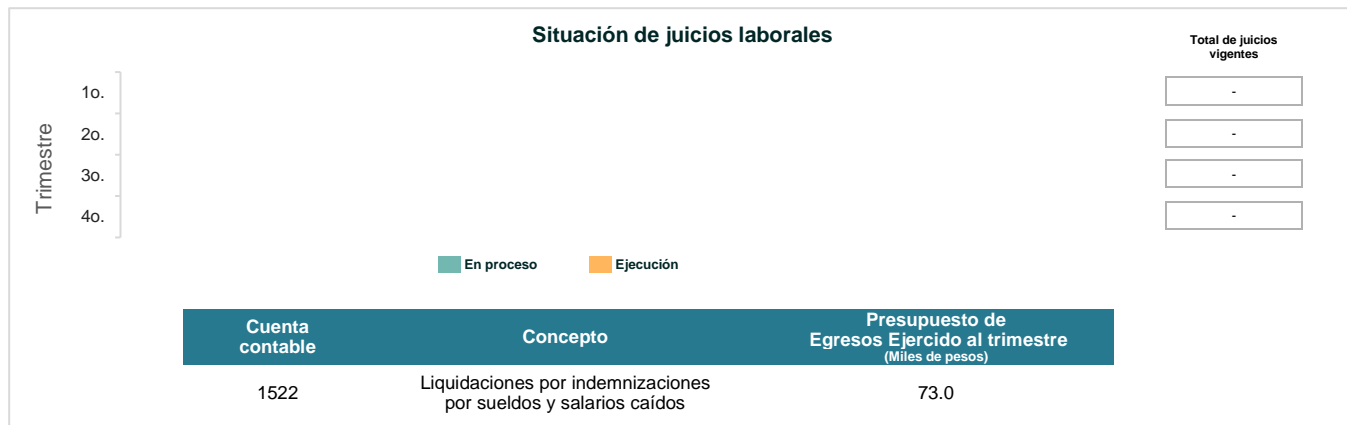 Situación de juicios laborales
Total de juicios
vigentes
Trimestre
1o.
-
2o.
-
3o.
-
4o.
-
En proceso
Ejecución
Cuenta
contable
Concepto
Presupuesto de
Egresos Ejercido al trimestre
(Miles de pesos)
1522
Liquidaciones por indemnizaciones
por sueldos y salarios caídos
73.0